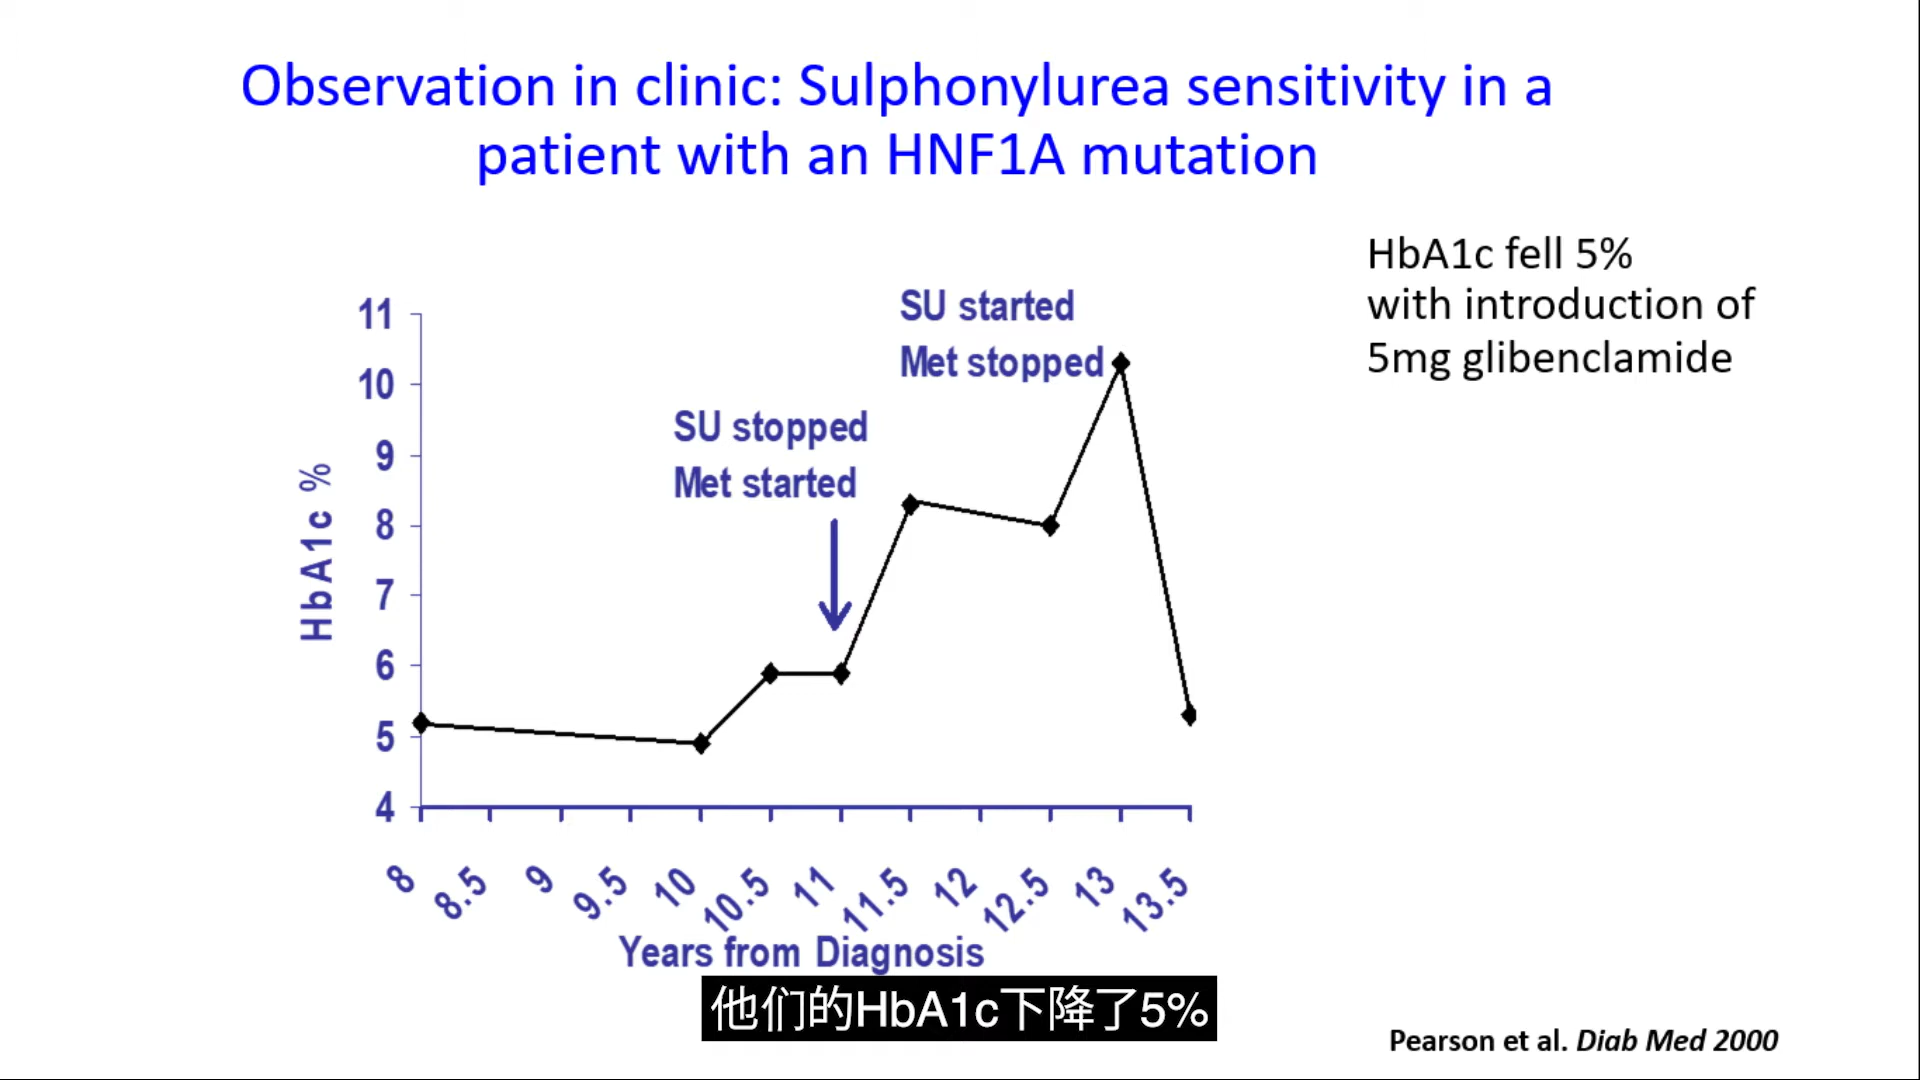 Observation in clinic: Sulphonylurea sensitivity in a
patient with an HNF1A mutation
HbA1c fell 5%
with introduction of
5mg glibenclamide
SU started
Met stopped
SU stopped
Met started
HbA1c %
11
10
9
8
7
6
5
4
8
8.5
9
9.5
10
10.5
11
11.5
12
12.5
13
13.5
Years from Diagnosis
他们的HbA1c下降了5%
Pearson et al. Diab Med 2000